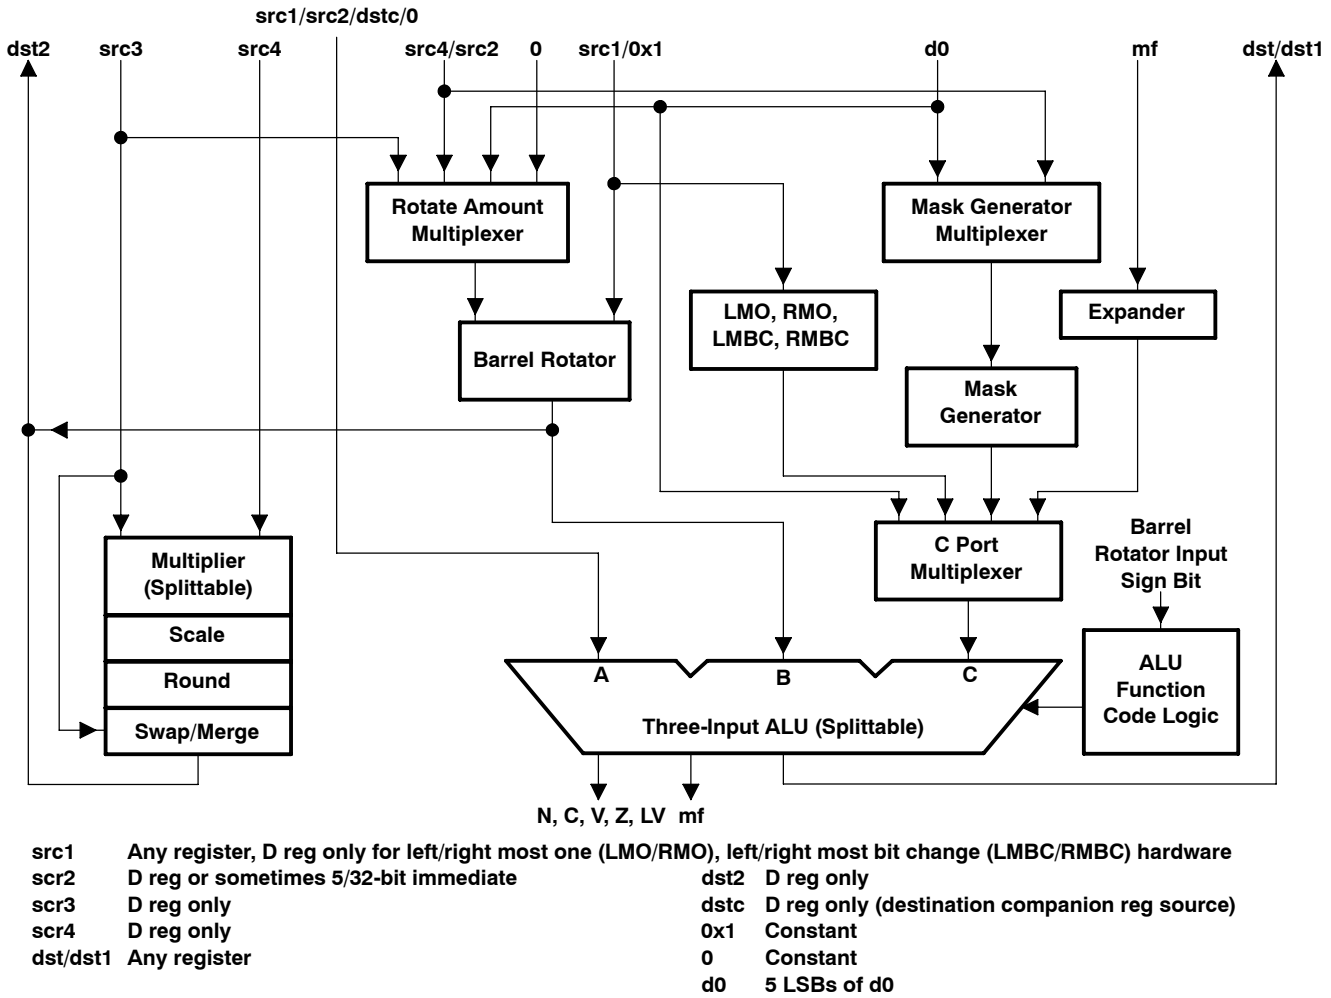 src1/src2/dstc/0
dst2 src3 src4 src4/src2 0 src1/0x1 d0 mf dst/dst1
Rotate Amount
Multiplexer
Mask Generator
Multiplexer
LMO, RMO,
LMBC, RMBC
Expander
Barrel Rotator
Mask
Generator
Multiplier
(Splittable)
Scale
Round
Swap/Merge
C Port
Multiplexer
Barrel
Rotator Input
Sign Bit
A B C
Three-Input ALU (Splittable)
ALU
Function
Code Logic
N, C, V, Z, LV mf
src1 Any register, D reg only for left/right most one (LMO/RMO), left/right most bit change (LMBC/RMBC) hardware
scr2 D reg or sometimes 5/32-bit immediate
scr3 D reg only
scr4 D reg only
dst/dst1 Any register
dst2 D reg only
dstc D reg only (destination companion reg source)
0x1 Constant
0 Constant
d0 5 LSBs of d0